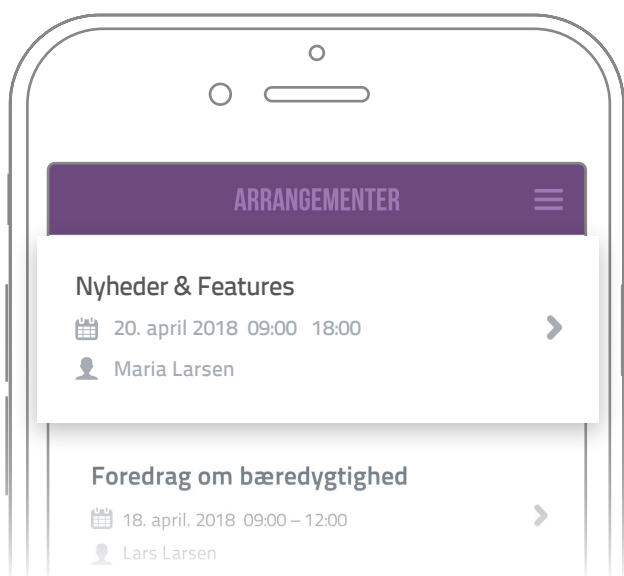 ARRANGEMENTER
Nyheder & Features
20. april 2018 09:00 18:00
Maria Larsen
Foredrag om bæredygtighed
18. april. 2018 09:00 – 12:00
Lars Larsen